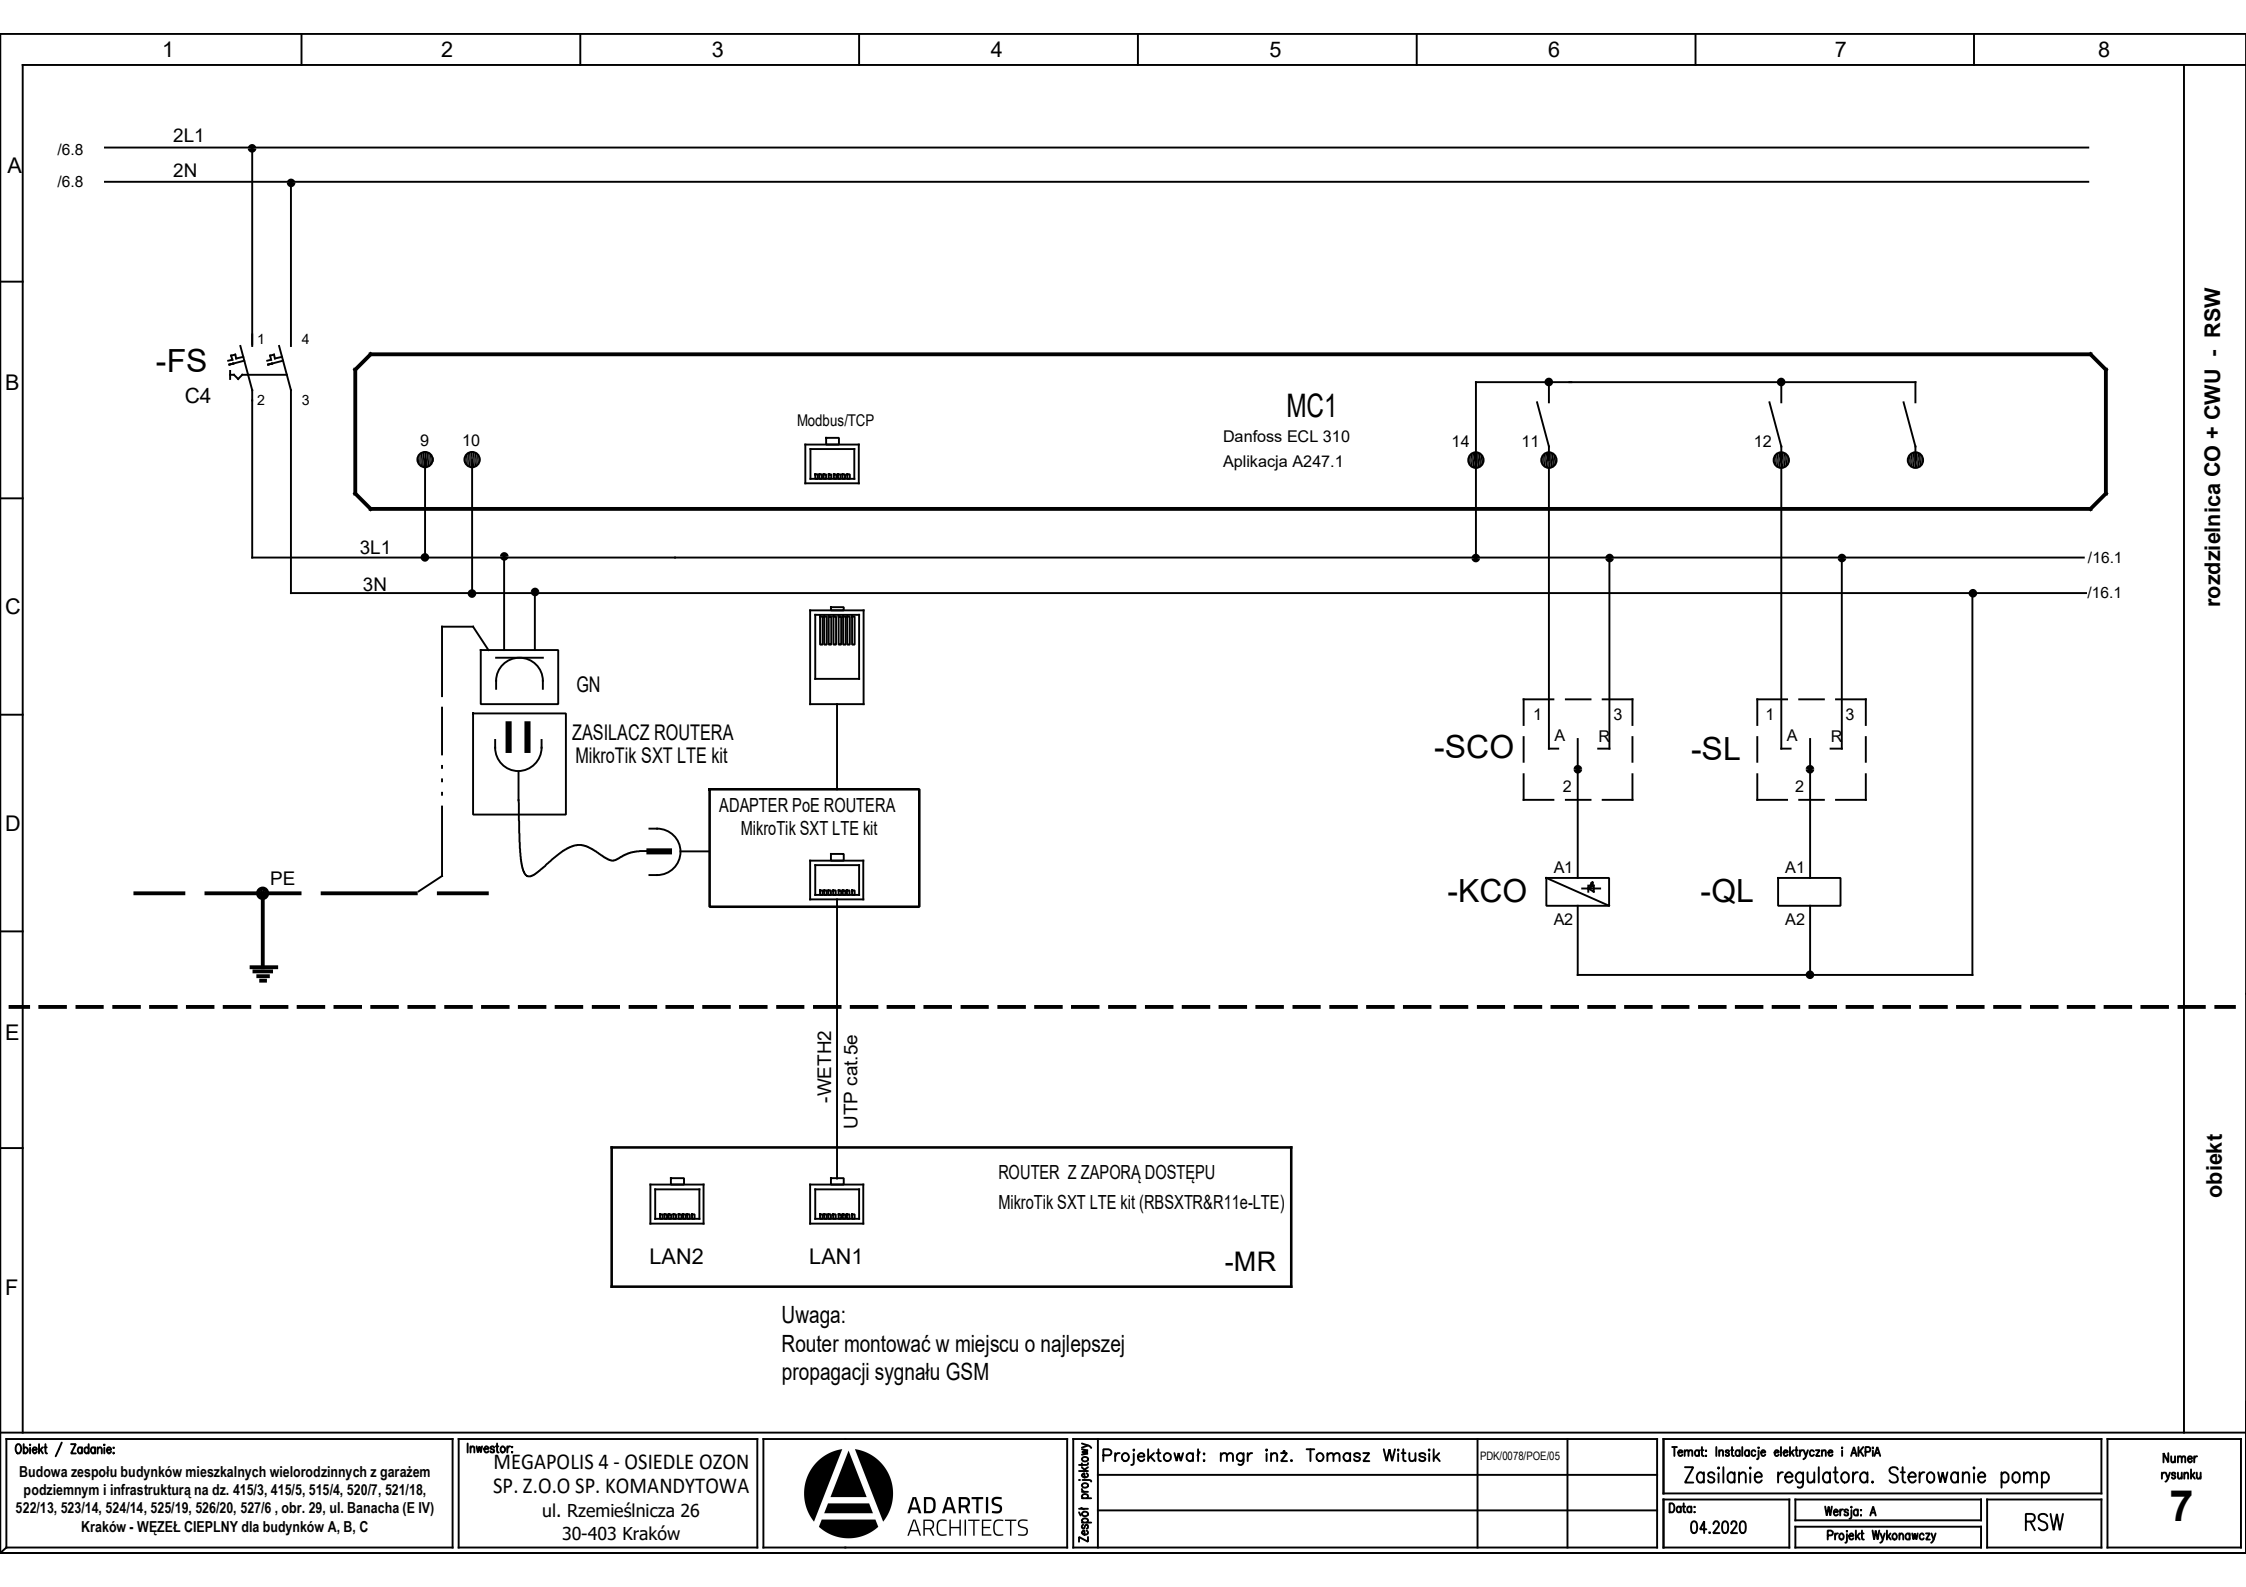 1 2 3 4 5 6 7 8
A
B
C
D
E
F
/6.8 2L1
/6.8 2N
-FS
C4
1 4
2 3
9 10
Modbus/TCP
MC1
Danfoss ECL 310
Aplikacja A247.1
14 11 12
3L1 /16.1
3N /16.1
GN
ZASILACZ ROUTERA
MikroTik SXT LTE kit
ADAPTER PoE ROUTERA
MikroTik SXT LTE kit
PE
-SCO
1 3
A R
2
-SL
1 3
A R
2
-KCO
A1
A2
-QL
A1
A2
-WETH2
UTP cat.5e
ROUTER Z ZAPORĄ DOSTĘPU
MikroTik SXT LTE kit (RBSXTR&R11e-LTE)
LAN2 LAN1
-MR
Uwaga:
Router montować w miejscu o najlepszej
propagacji sygnału GSM
rozdzielnica CO + CWU - RSW
obiekt
Obiekt / Zadanie:
Budowa zespołu budynków mieszkalnych wielorodzinnych z garażem
podziemnym i infrastrukturą na dz. 415/3, 415/5, 515/4, 520/7, 521/18,
522/13, 523/14, 524/14, 525/19, 526/20, 527/6 , obr. 29, ul. Banacha (E IV)
Kraków - WĘZEŁ CIEPLNY dla budynków A, B, C
Inwestor:
MEGAPOLIS 4 - OSIEDLE OZON
SP. Z.O.O SP. KOMANDYTOWA
ul. Rzemieślnicza 26
30-403 Kraków
AD ARTIS
ARCHITECTS
Zespół projektowy
Projektował: mgr inż. Tomasz Witusik
PDK/0078/POE/05
Temat: Instalacje elektryczne i AKPiA
Zasilanie regulatora. Sterowanie pomp
Data:
04.2020
Wersja: A
Projekt Wykonawczy
RSW
Numer
rysunku
7